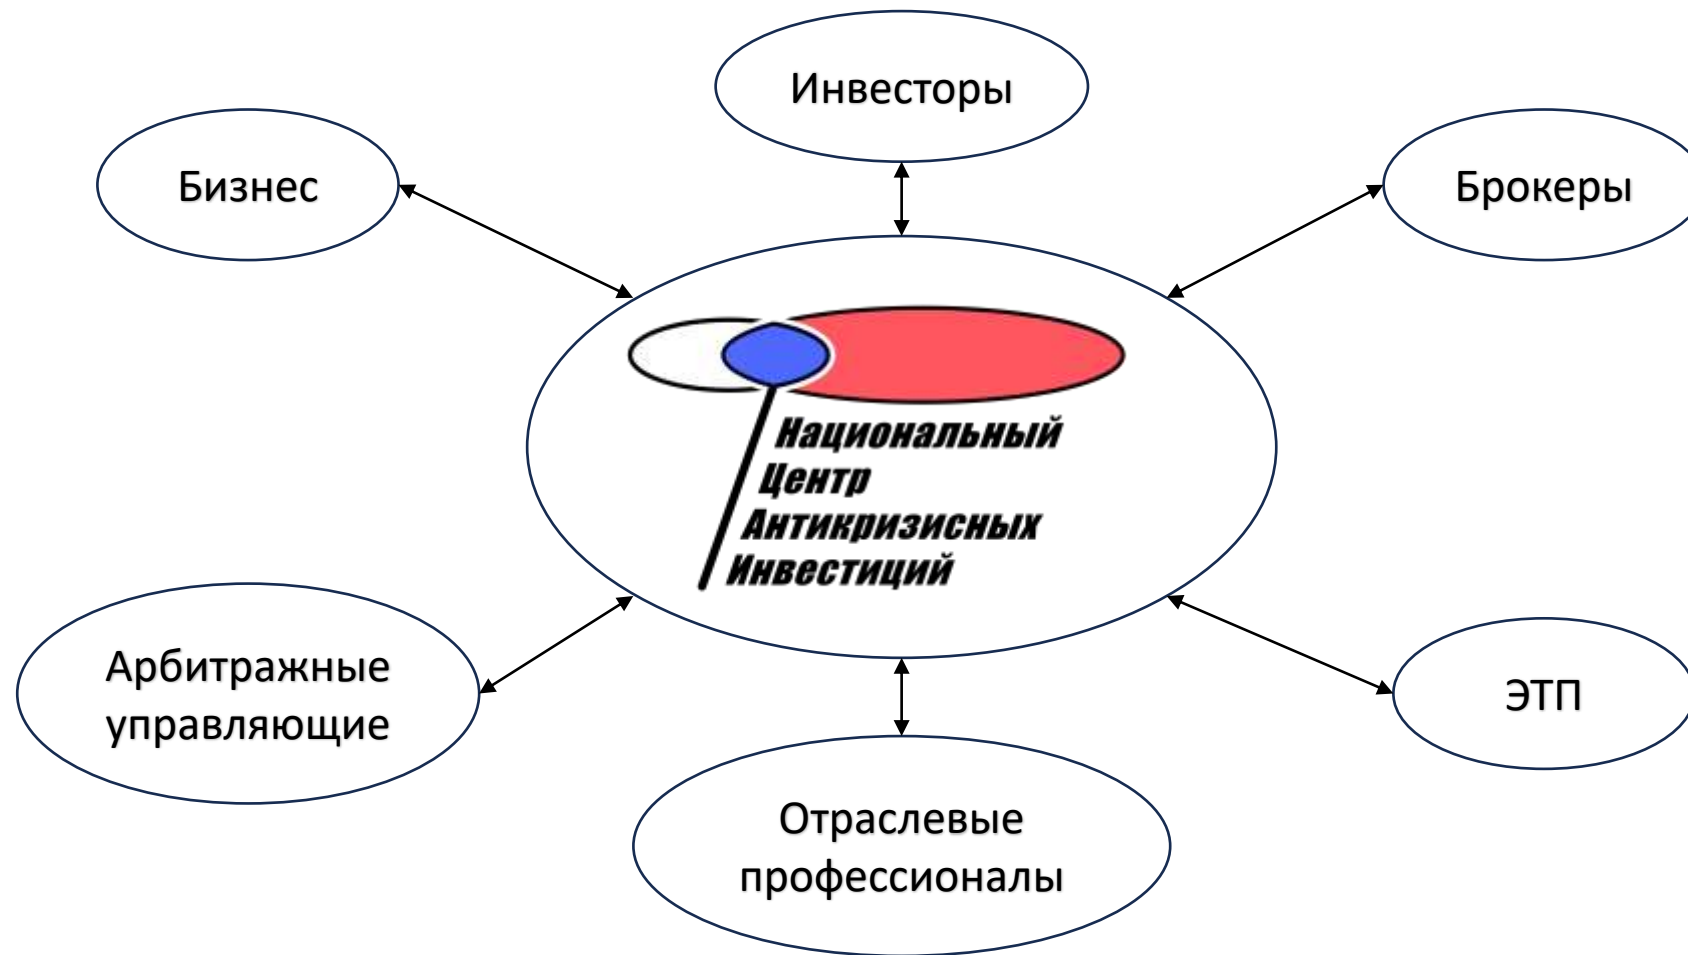 Инвесторы
Бизнес
Брокеры
Национальный
Центр
Антикризисных
Инвестиций
Арбитражные
управляющие
ЭТП
Отраслевые
профессионалы